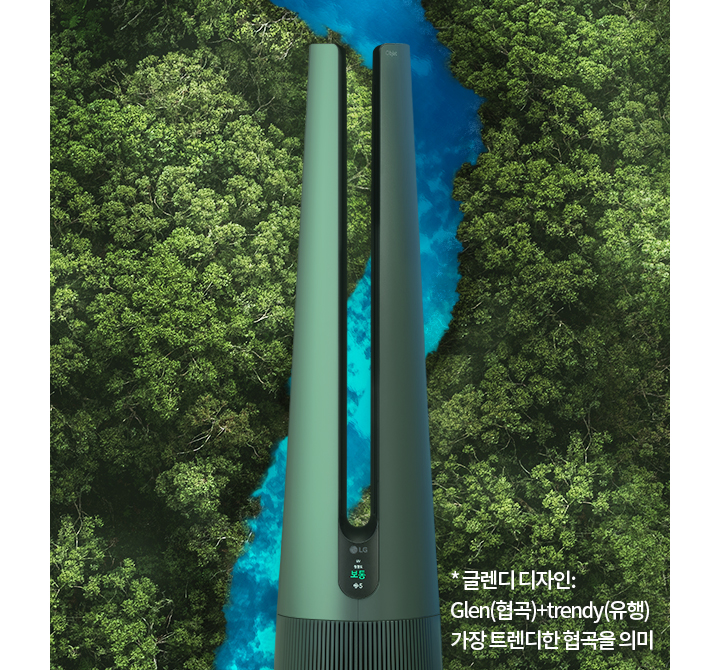 LG
보통
* 글렌디 디자인:
Glen(협곡)+trendy(유행)
가장 트렌디한 협곡을 의미